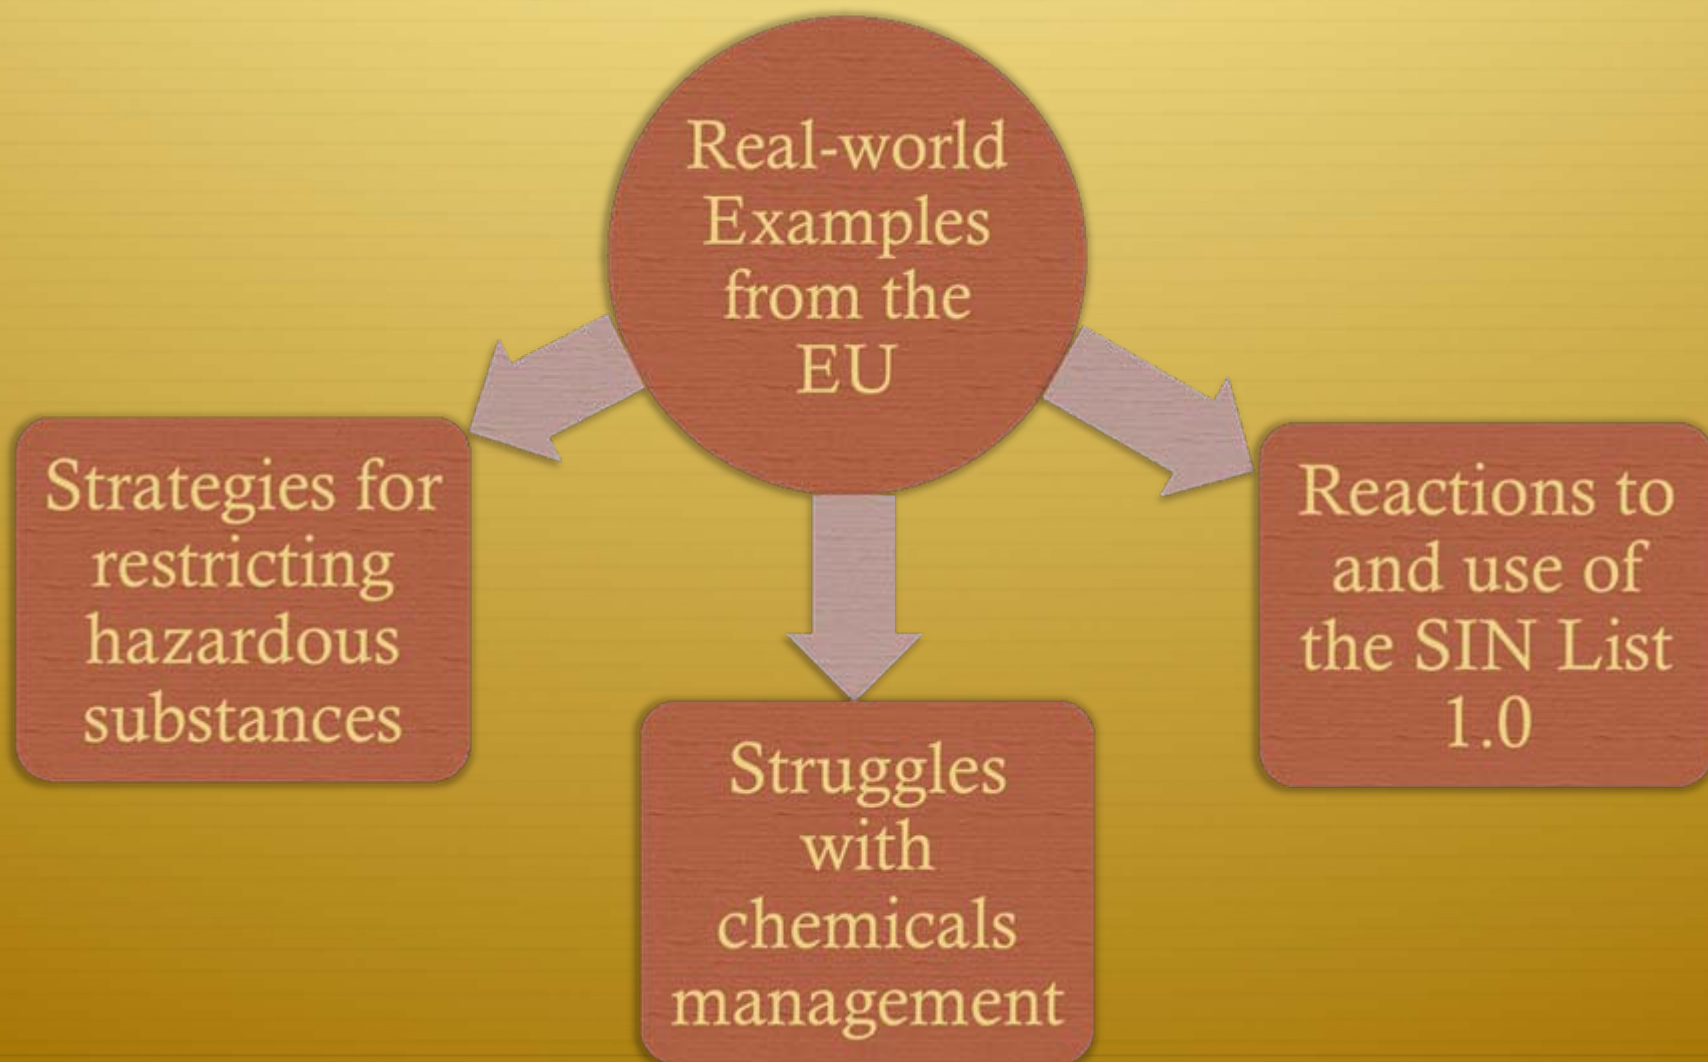 Real-world
Examples
from the
EU
Strategies for
restricting
hazardous
substances
Struggles
with
chemicals
management
Reactions to
and use of
the SIN List
1.0